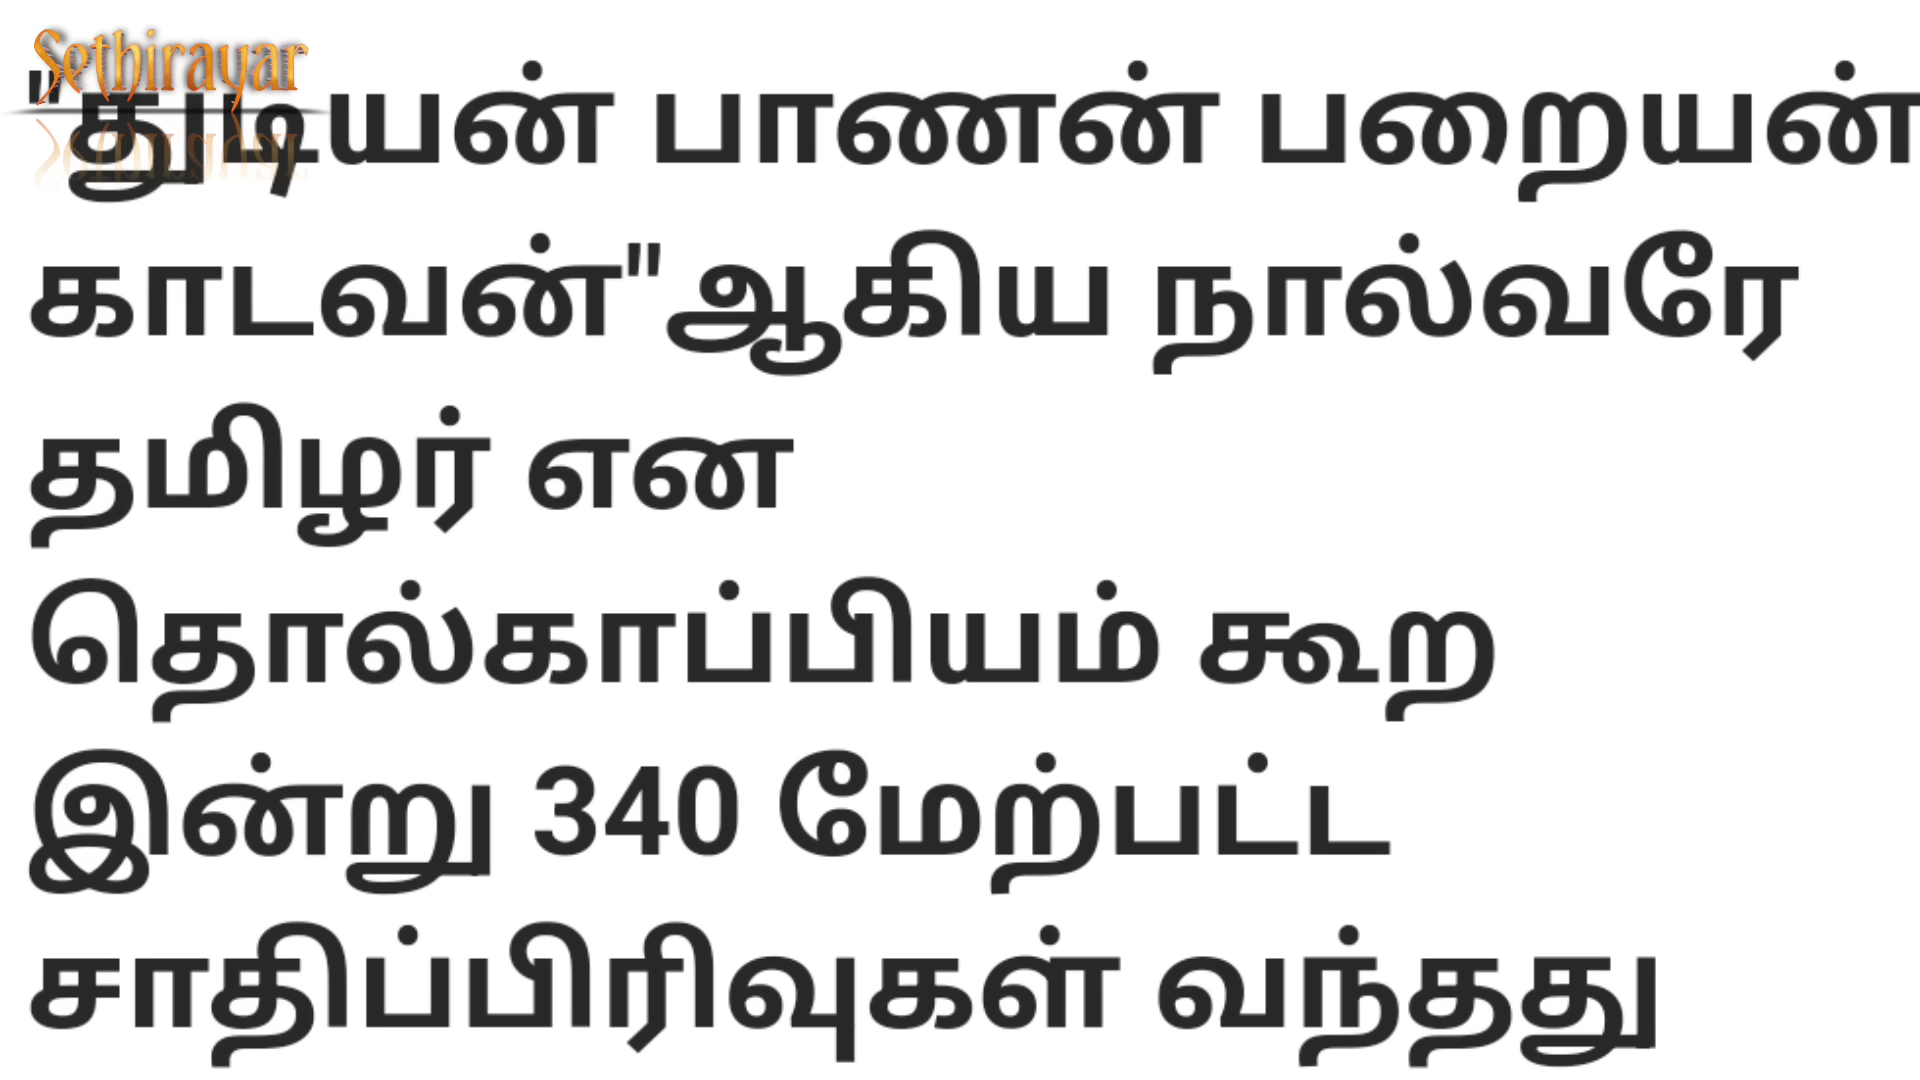 Sethirayar
"துடியன் பாணன் பறையன்
காடவன்"ஆகிய நால்வரே
தமிழர் என
தொல்காப்பியம் கூற
இன்று 340 மேற்பட்ட
சாதிப்பிரிவுகள் வந்தது